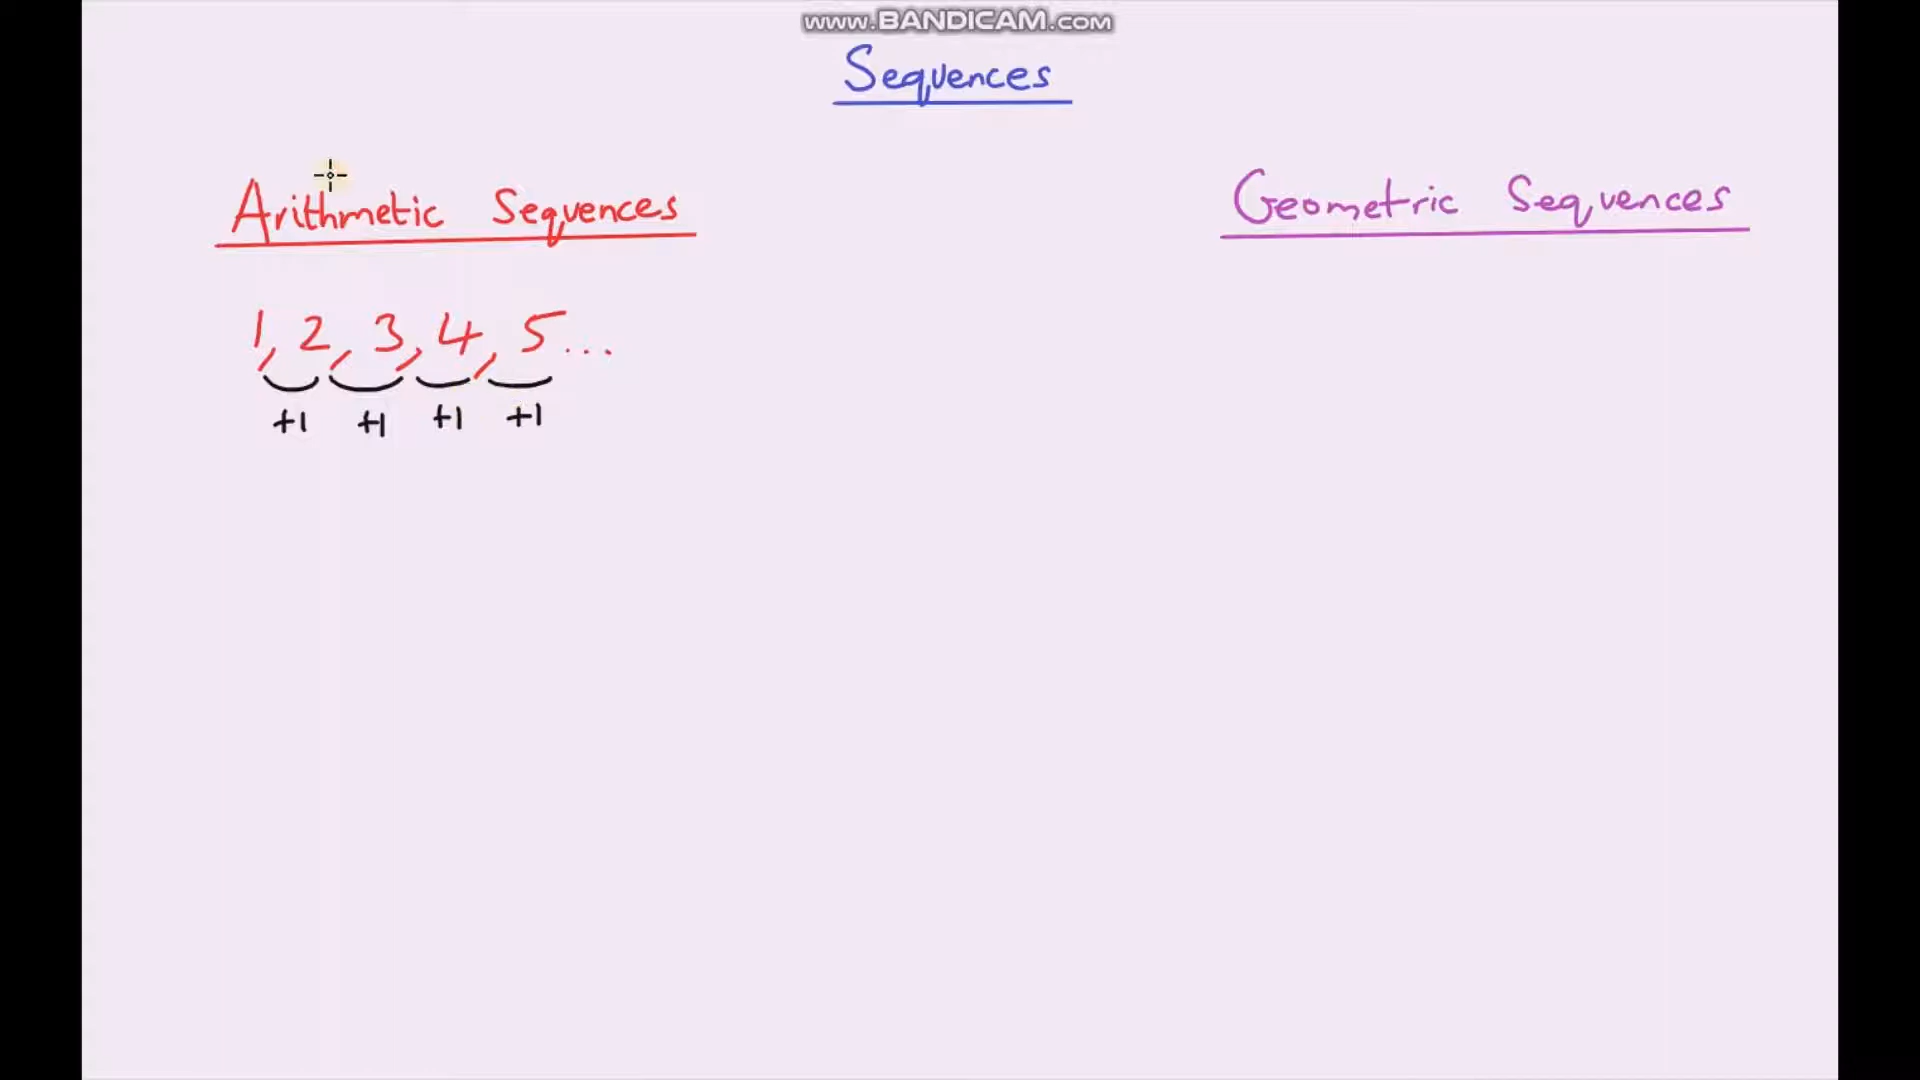 www.BANDICAM.com
Sequences
Arithmetic Sequences
Geometric Sequences
1, 2, 3, 4, 5...
+1 +1 +1 +1